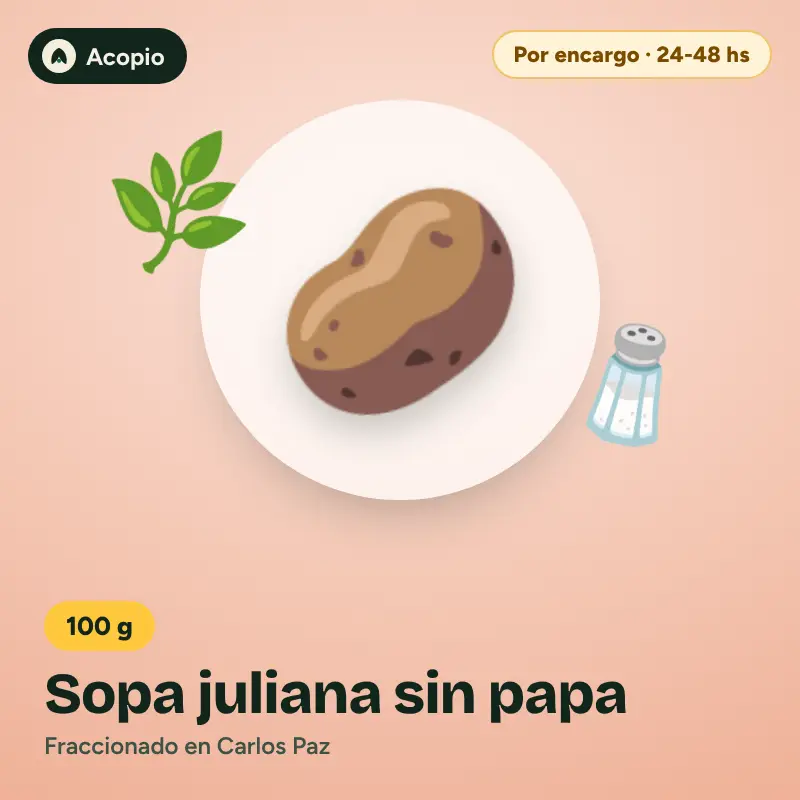 Acopio
Por encargo · 24-48 hs
100 g
Sopa juliana sin papa
Fraccionado en Carlos Paz